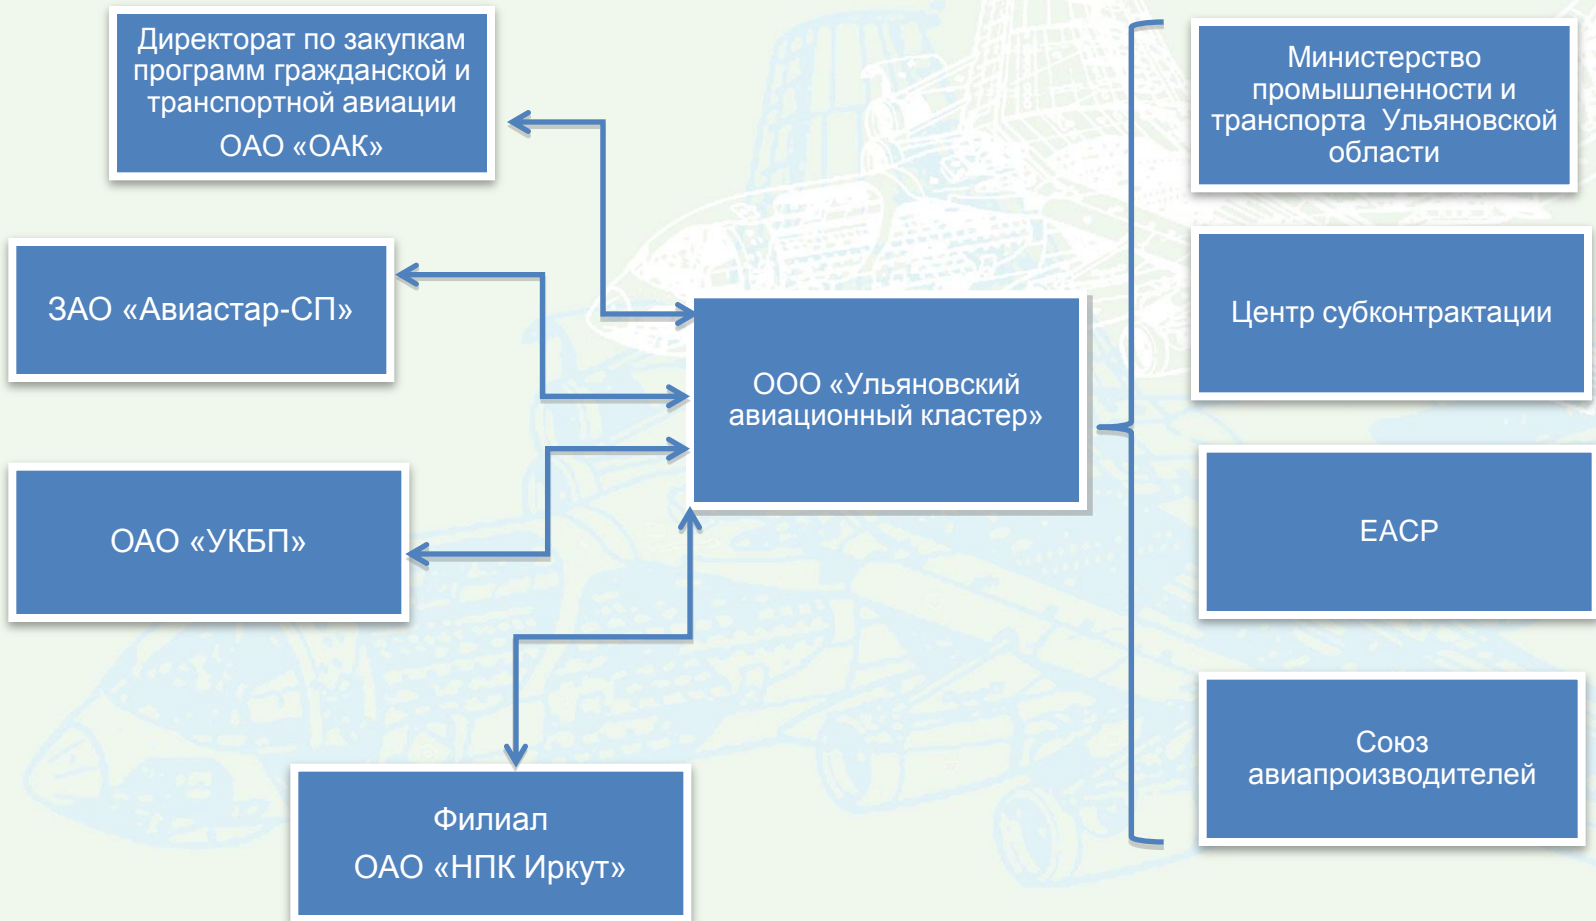 Директорат по закупкам
программ гражданской и
транспортной авиации
ОАО «ОАК»
ЗАО «Авиастар-СП»
ОАО «УКБП»
Филиал
ОАО «НПК Иркут»
ООО «Ульяновский
авиационный кластер»
Министерство
промышленности и
транспорта Ульяновской
области
Центр субконтрактации
ЕАСР
Союз
авиапроизводителей